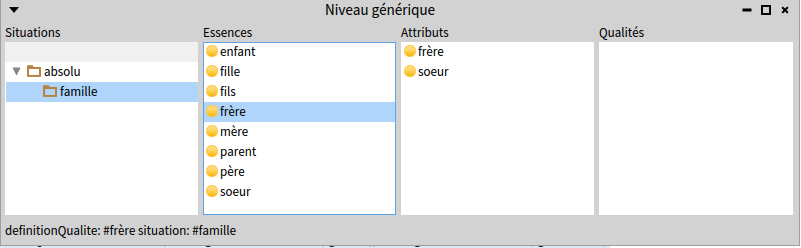 Niveau générique
Situations
absolu
famille
Essences
enfant
fille
fils
frère
mère
parent
père
soeur
Attributs
frère
soeur
Qualités
definitionQualite: #frère situation: #famille